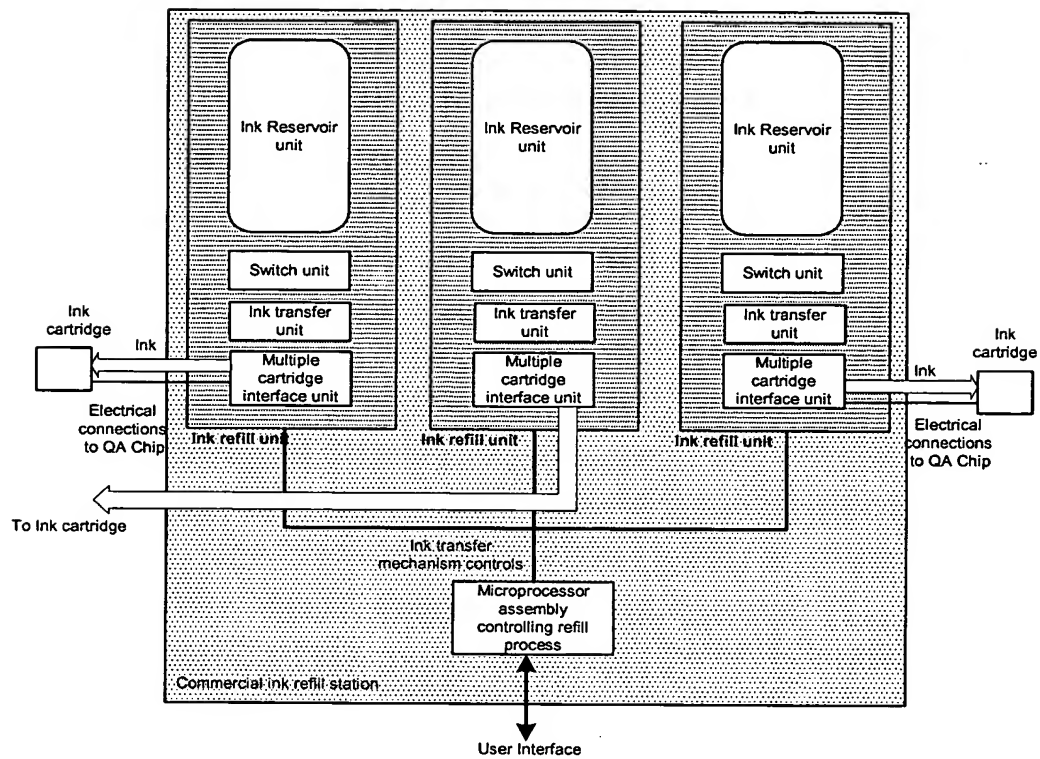 Ink Reservoir
unit
Ink Reservoir
unit
Ink Reservoir
unit
Switch unit
Switch unit
Switch unit
Ink transfer
unit
Ink transfer
unit
Ink transfer
unit
Ink
cartridge
Ink
Multiple
cartridge
interface unit
Multiple
cartridge
interface unit
Multiple
cartridge
interface unit
Ink
Ink
cartridge
Electrical
connections
to QA Chip
Ink refill unit
Ink refill unit
Ink refill unit
Electrical
connections
to QA Chip
To Ink cartridge
Ink transfer
mechanism controls
Microprocessor
assembly
controlling refill
process
Commercial ink refill station
User Interface